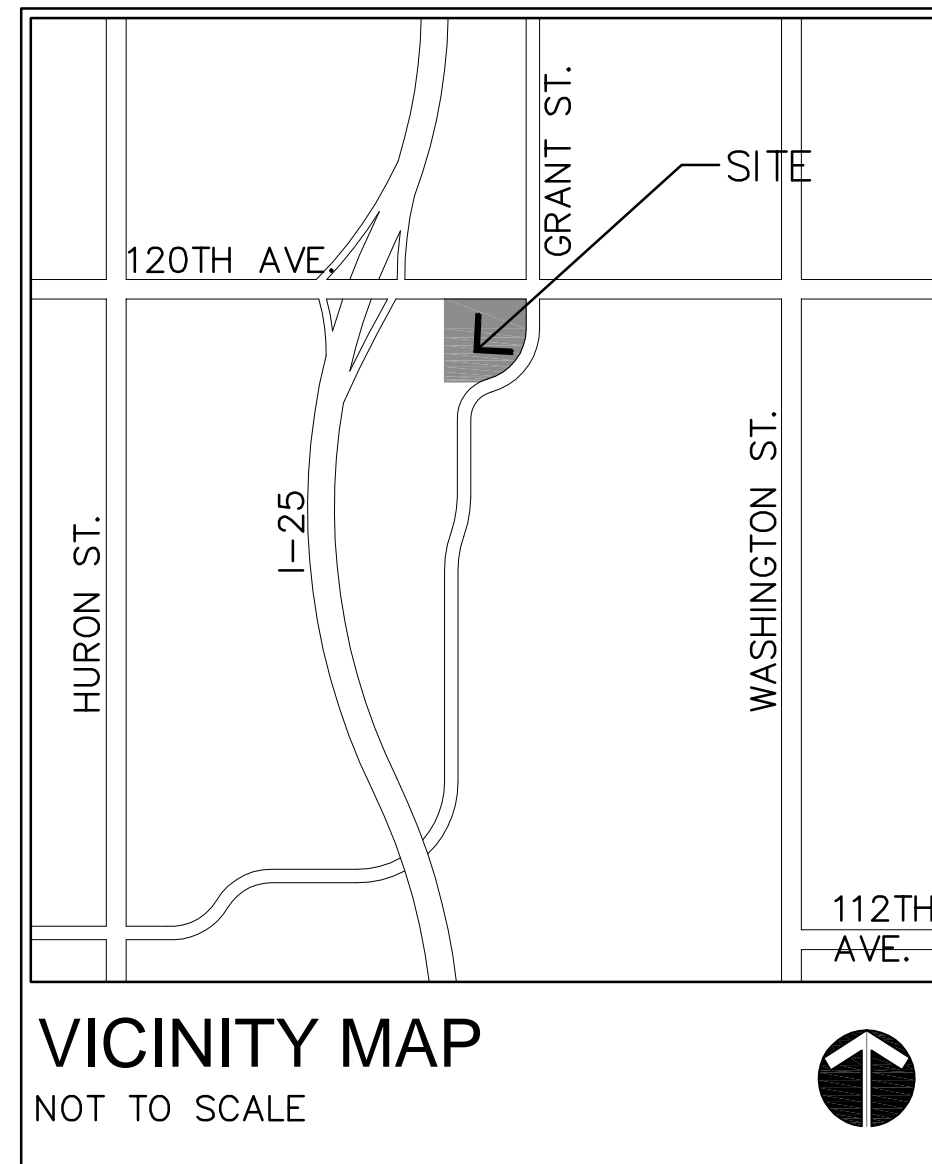 GRANT ST.
SITE
120TH AVE.
I-25
HURON ST.
WASHINGTON ST.
112TH
AVE.
VICINITY MAP
NOT TO SCALE